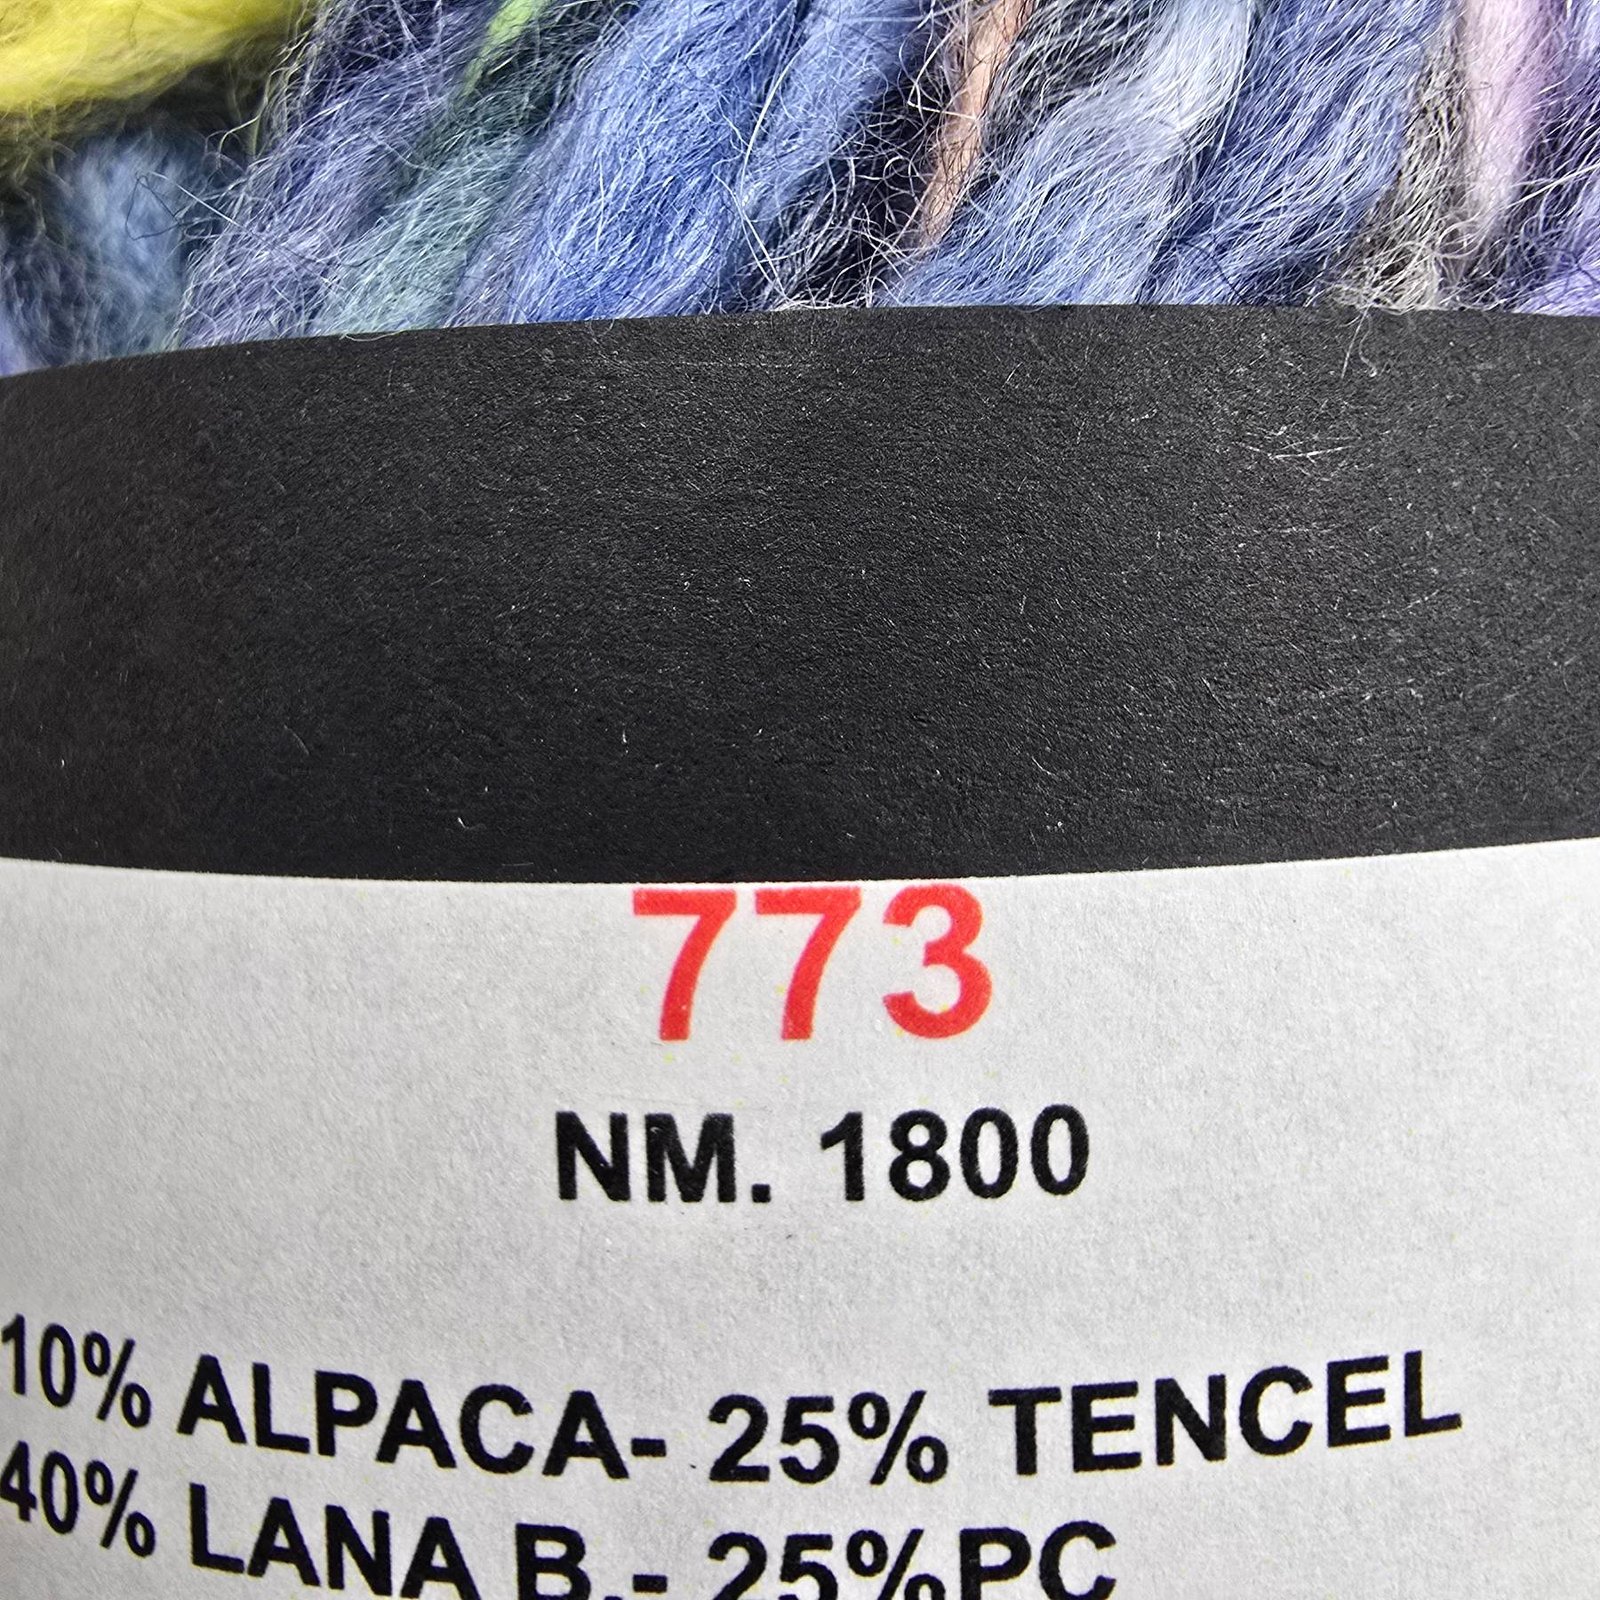 773
NM. 1800
10% ALPACA- 25% TENCEL
40% LANA B.- 25%PC